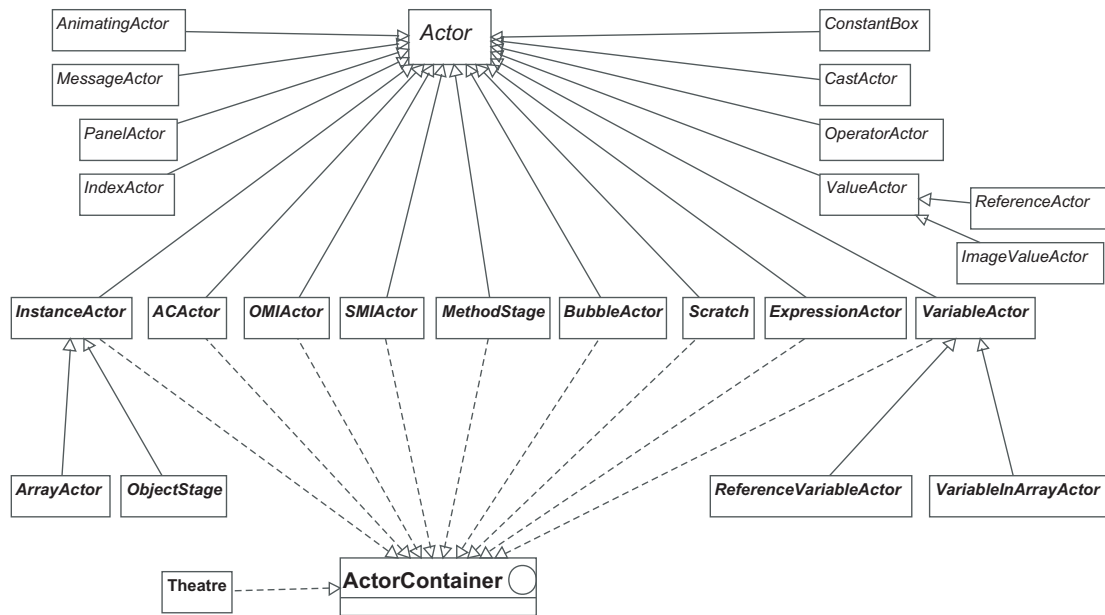 AnimatingActor
Actor
ConstantBox
MessageActor
CastActor
PanelActor
OperatorActor
IndexActor
ValueActor
ReferenceActor
ImageValueActor
InstanceActor
ACActor
OMIActor
SMIActor
MethodStage
BubbleActor
Scratch
ExpressionActor
VariableActor
ArrayActor
ObjectStage
ReferenceVariableActor
VariableInArrayActor
Theatre
ActorContainer